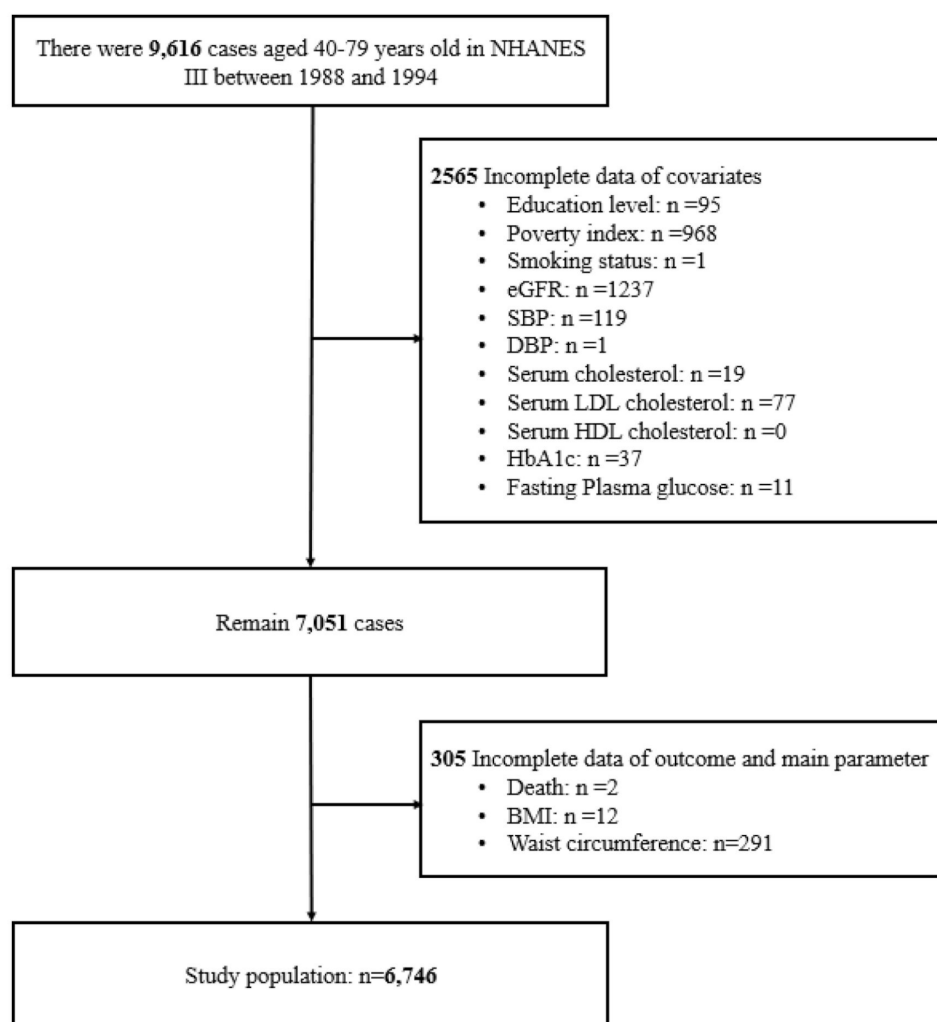 There were 9,616 cases aged 40-79 years old in NHANES
III between 1988 and 1994
2565 Incomplete data of covariates
• Education level: n =95
• Poverty index: n =968
• Smoking status: n =1
• eGFR: n =1237
• SBP: n =119
• DBP: n =1
• Serum cholesterol: n =19
• Serum LDL cholesterol: n =77
• Serum HDL cholesterol: n =0
• HbA1c: n =37
• Fasting Plasma glucose: n =11
Remain 7,051 cases
305 Incomplete data of outcome and main parameter
• Death: n =2
• BMI: n =12
• Waist circumference: n=291
Study population: n=6,746